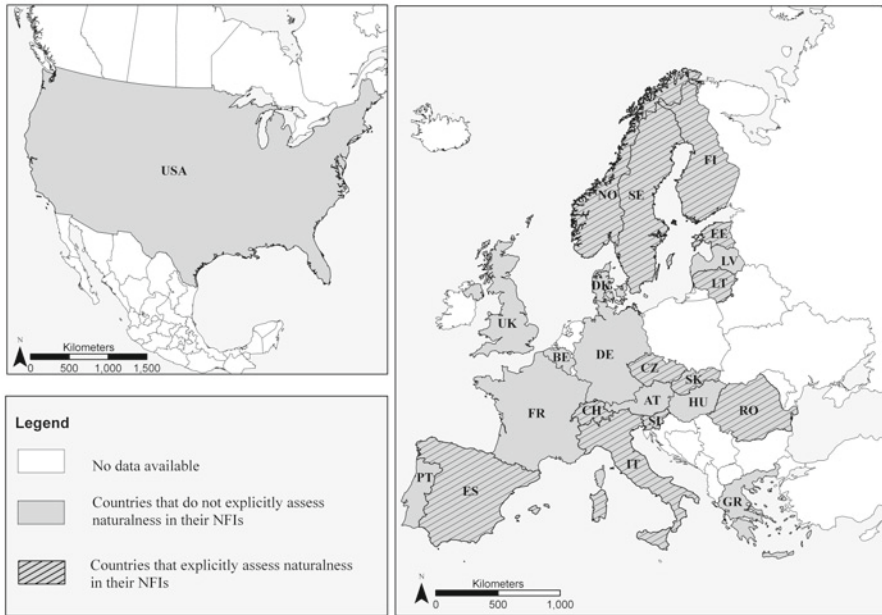 USA
N
Kilometers
0 500 1,000 1,500
Legend
No data available
Countries that do not explicitly assess
naturalness in their NFIs
Countries that explicitly assess naturalness
in their NFIs
FI
NO SE
EE
LV
LT
DK
UK
BE DE
CZ
SK
FR CH AT HU RO
SL
IT
PT
ES
GR
N
Kilometers
0 500 1,000